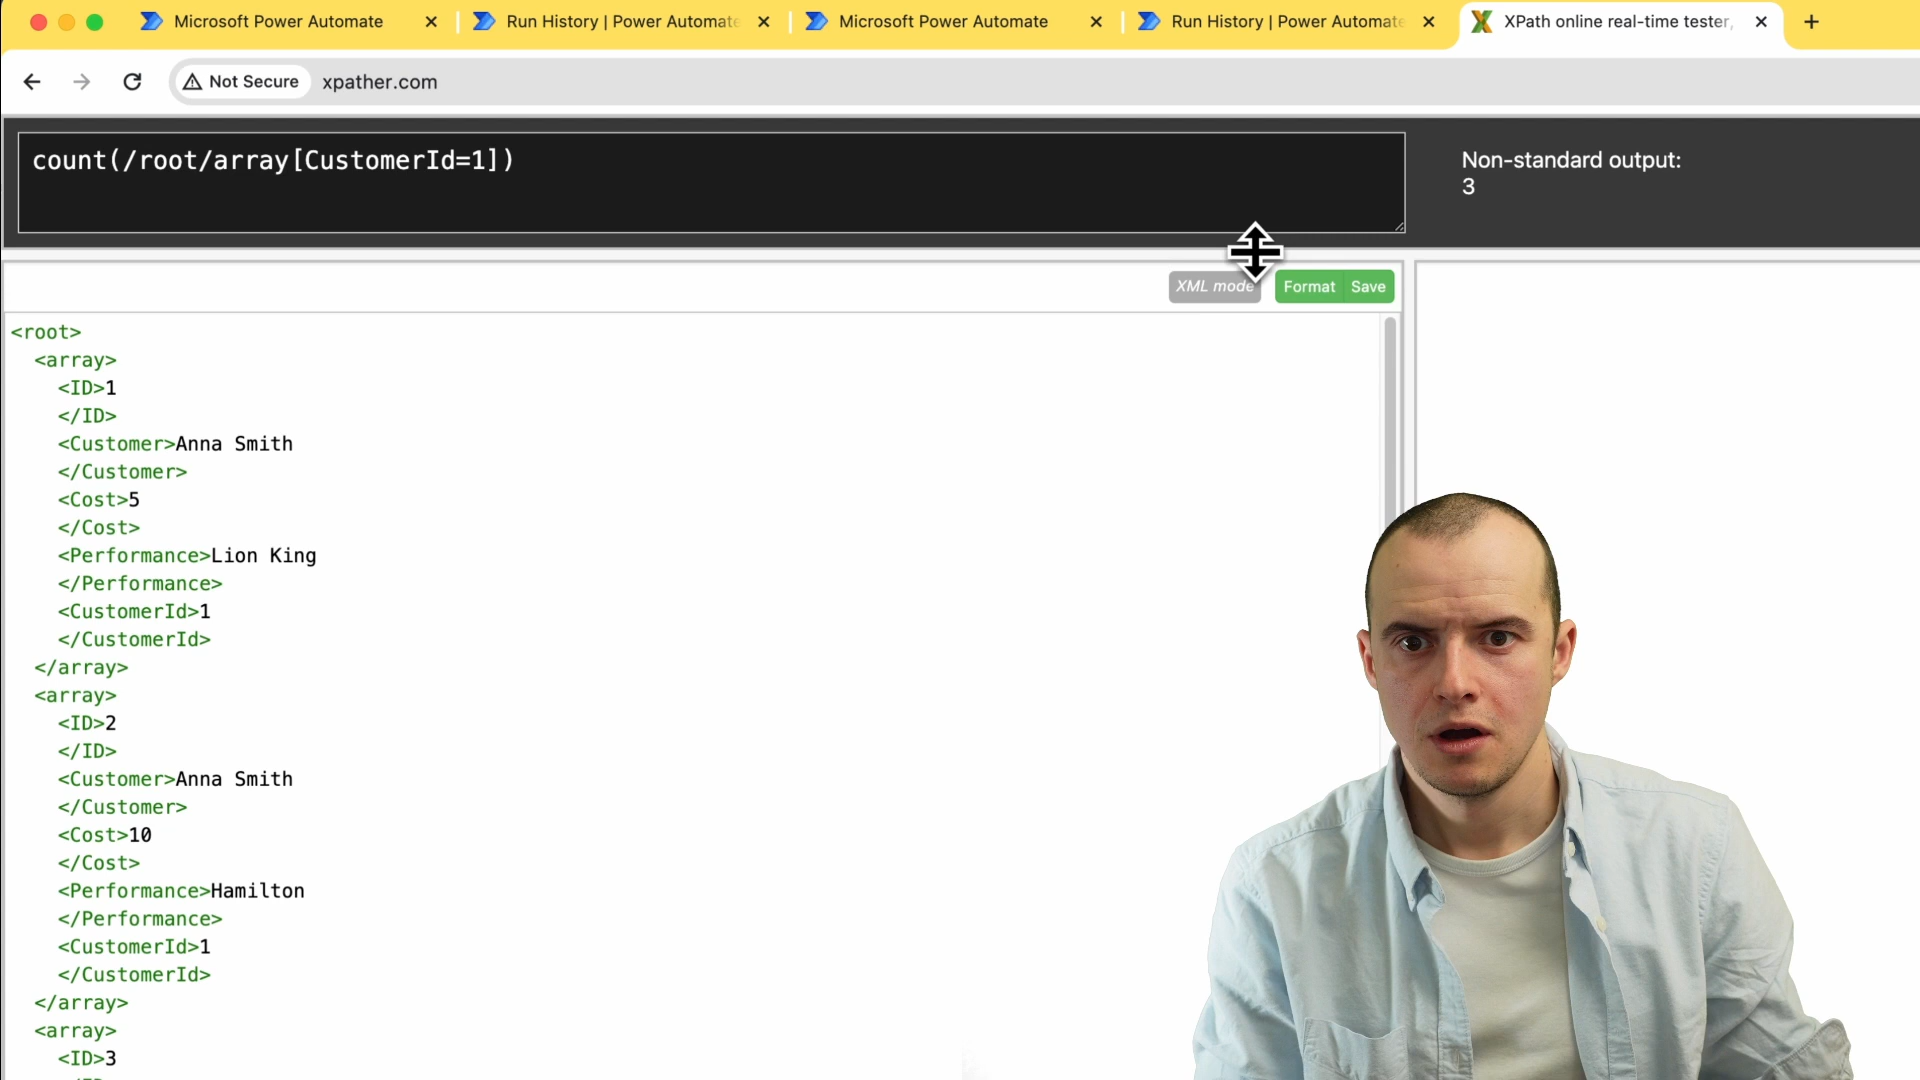 Microsoft Power Automate
Run History | Power Automate
Microsoft Power Automate
Run History | Power Automate
XPath online real-time tester,
Not Secure
xpather.com
count(/root/array[CustomerId=1])
Non-standard output:
3
XML mode
Format
Save
<root>
<array>
<ID>1
</ID>
<Customer>Anna Smith
</Customer>
<Cost>5
</Cost>
<Performance>Lion King
</Performance>
<CustomerId>1
</CustomerId>
</array>
<array>
<ID>2
</ID>
<Customer>Anna Smith
</Customer>
<Cost>10
</Cost>
<Performance>Hamilton
</Performance>
<CustomerId>1
</CustomerId>
</array>
<array>
<ID>3